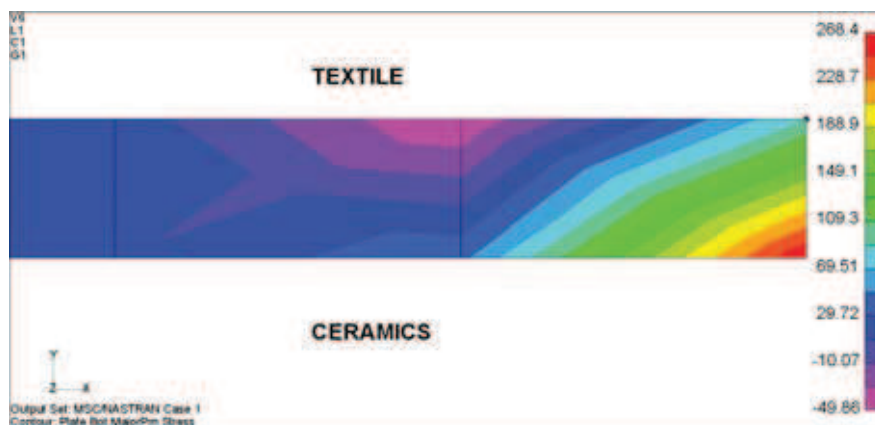 V6
L1
C1
G1
TEXTILE
268.4
228.7
188.9
149.1
109.3
69.51
29.72
-10.07
-49.86
CERAMICS
Y
Z X
Output Set: MSC/NASTRAN Case 1
Contour: Plate Bot MajorPrn Stress